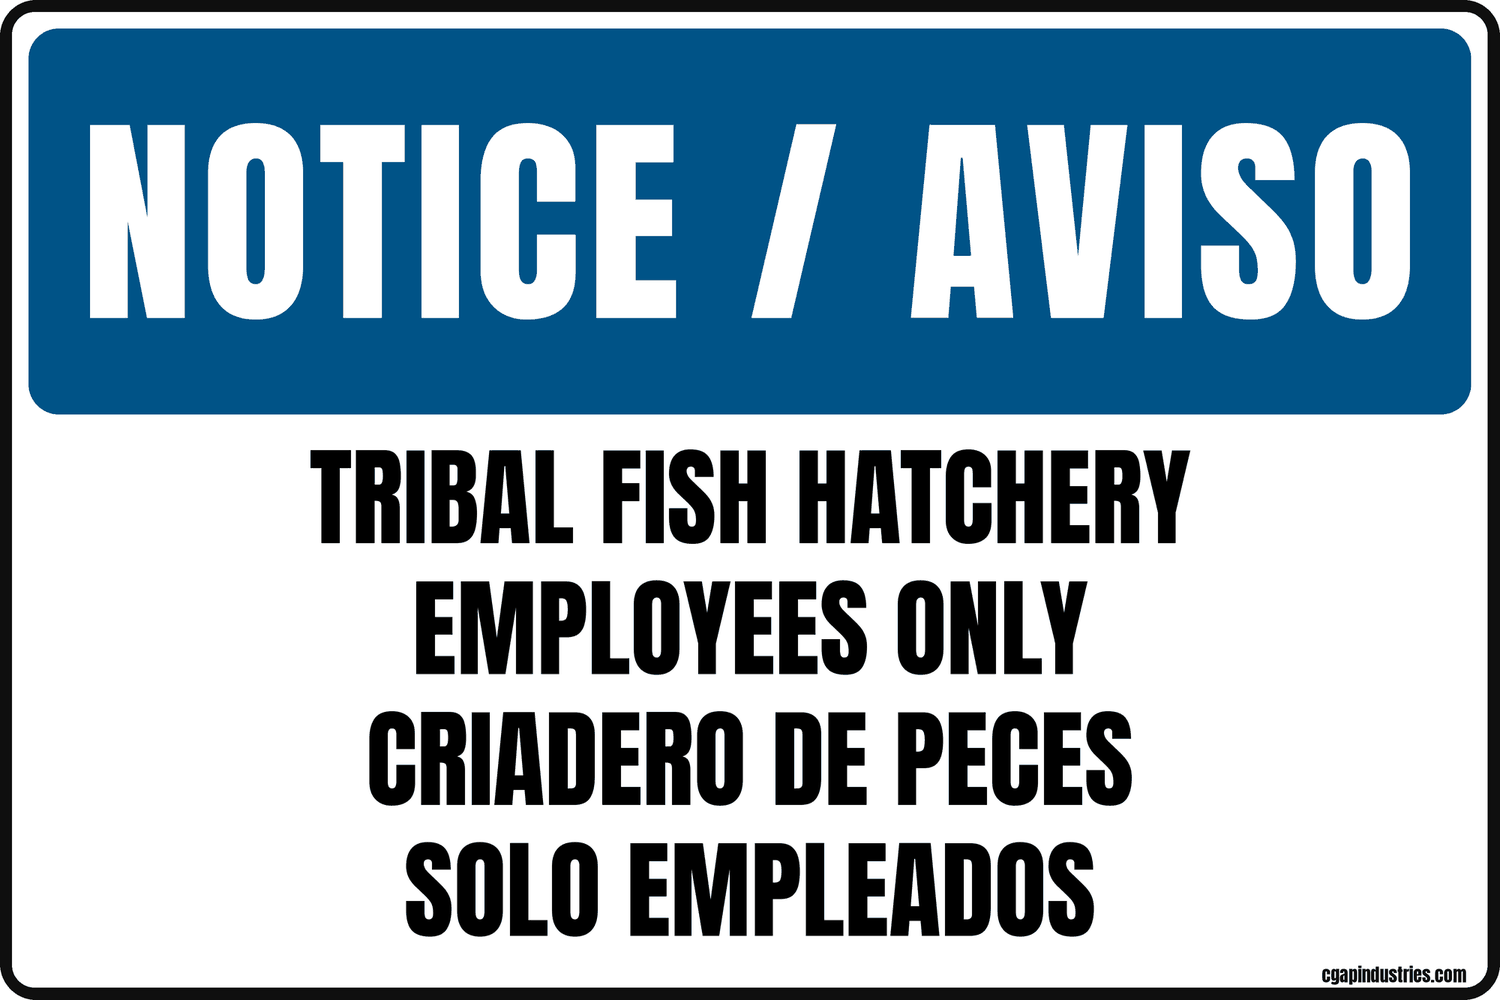 NOTICE / AVISO
TRIBAL FISH HATCHERY
EMPLOYEES ONLY
CRIADERO DE PECES
SOLO EMPLEADOS
cgapindustries.com